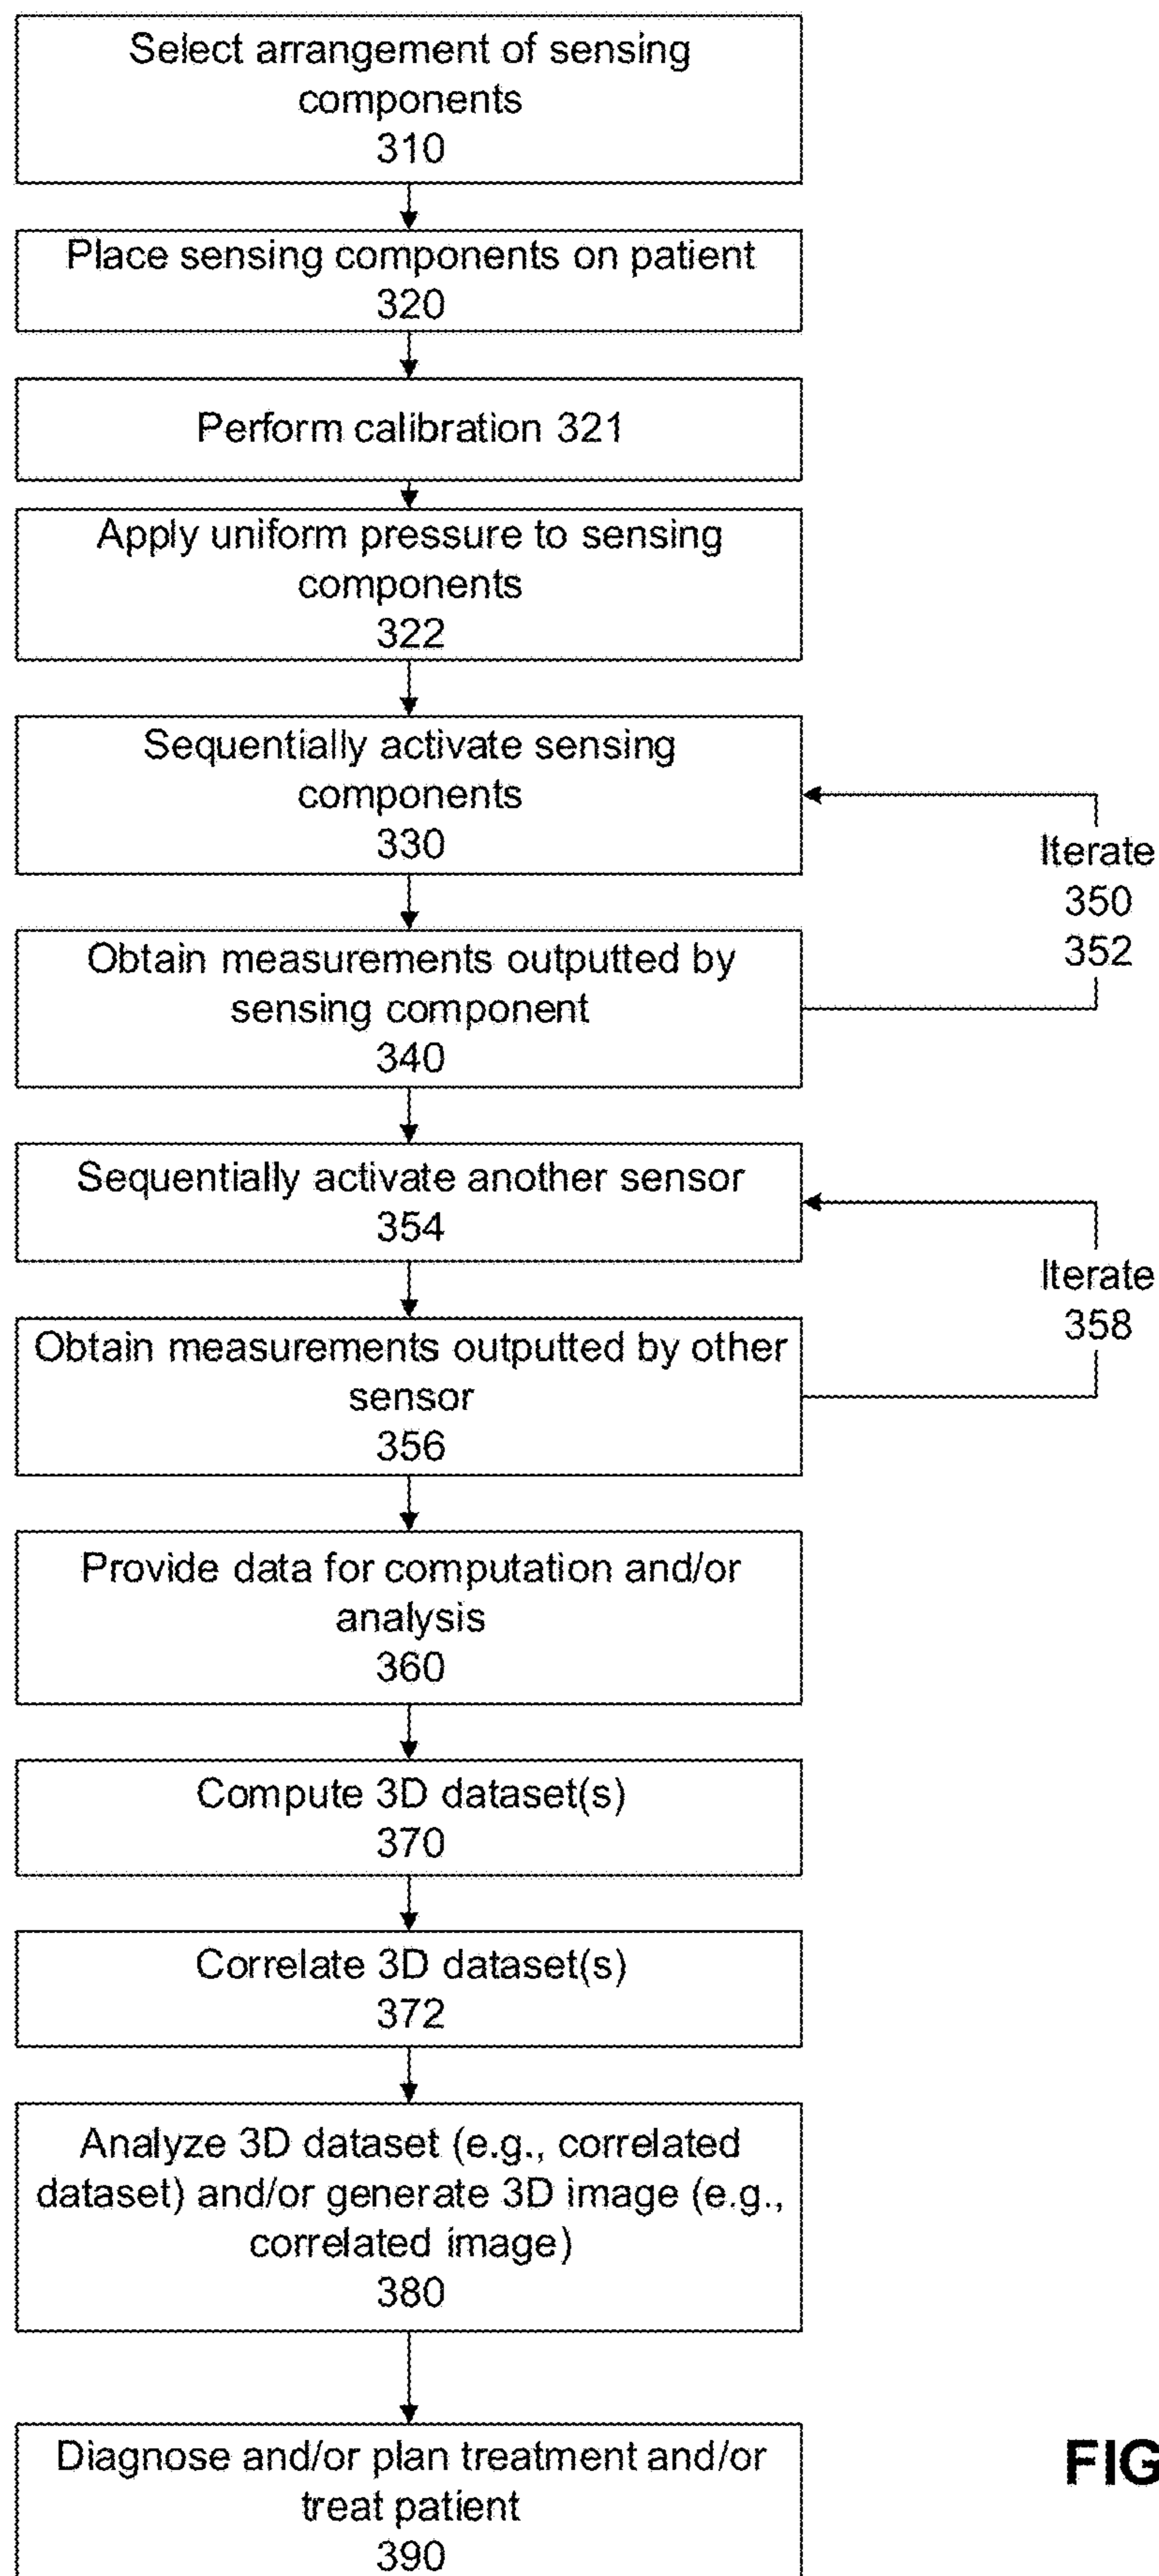 Select arrangement of sensing
components
310
Place sensing components on patient
320
Perform calibration 321
Apply uniform pressure to sensing
components
322
Sequentially activate sensing
components
330
Iterate
350
352
Obtain measurements outputted by
sensing component
340
Sequentially activate another sensor
354
Iterate
358
Obtain measurements outputted by other
sensor
356
Provide data for computation and/or
analysis
360
Compute 3D dataset(s)
370
Correlate 3D dataset(s)
372
Analyze 3D dataset (e.g., correlated
dataset) and/or generate 3D image (e.g.,
correlated image)
380
Diagnose and/or plan treatment and/or
treat patient
390
FIG